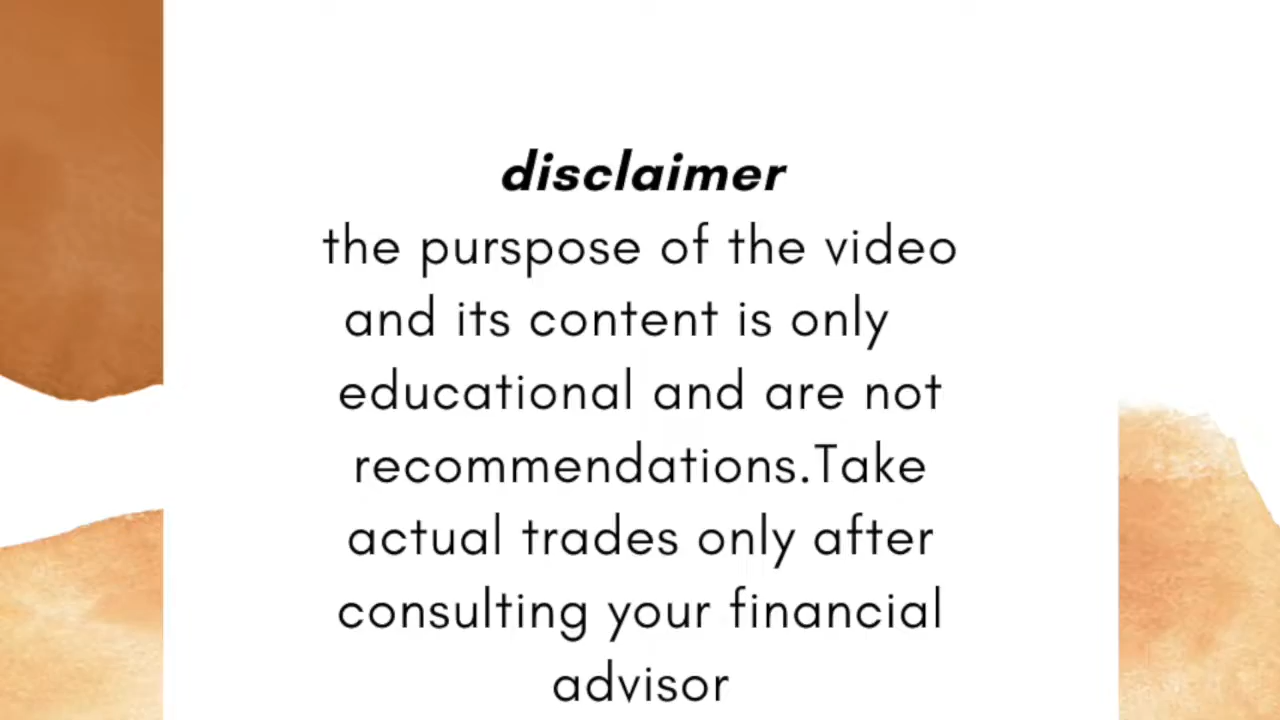 disclaimer
the purspose of the video
and its content is only
educational and are not
recommendations.Take
actual trades only after
consulting your financial
advisor